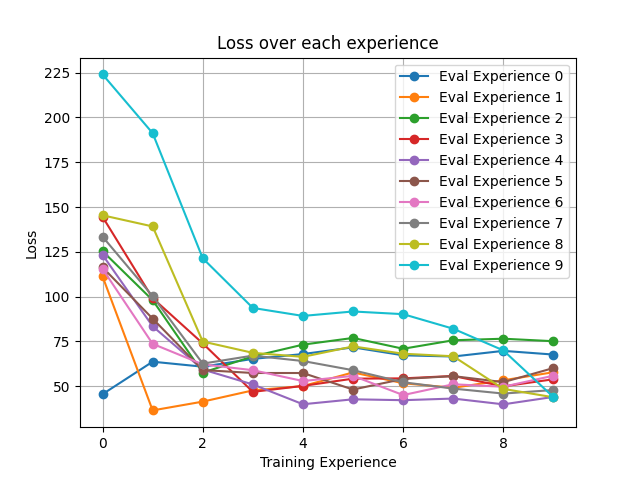 Loss over each experience
225
200
175
150
125
100
75
50
Loss
0
2
4
6
8
Training Experience
Eval Experience 0
Eval Experience 1
Eval Experience 2
Eval Experience 3
Eval Experience 4
Eval Experience 5
Eval Experience 6
Eval Experience 7
Eval Experience 8
Eval Experience 9